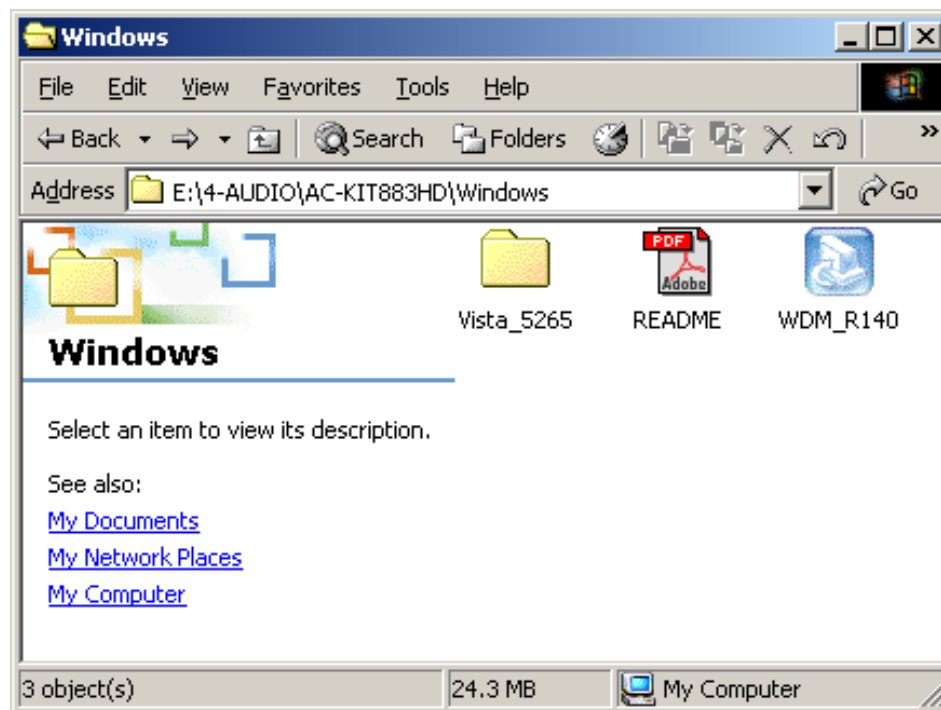 Windows
File Edit View Favorites Tools Help
Back Search Folders »
Address E:\4-AUDIO\AC-KIT883HD\Windows Go
PDF
Adobe
Vista_5265 README WDM_R140
Windows
Select an item to view its description.
See also:
My Documents
My Network Places
My Computer
3 object(s) 24.3 MB My Computer